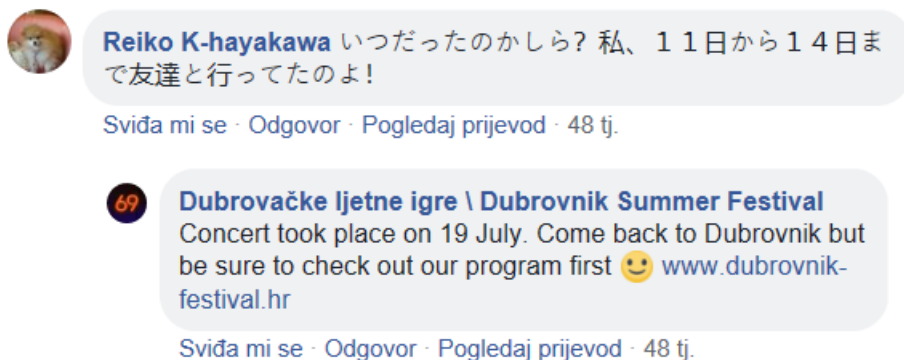 Reiko K-hayakawa いつだったのかしら? 私、１１日から１４日ま
で友達と行ってたのよ!
Sviđa mi se · Odgovor · Pogledaj prijevod · 48 tj.
69
Dubrovačke ljetne igre \ Dubrovnik Summer Festival
Concert took place on 19 July. Come back to Dubrovnik but
be sure to check out our program first 🙂 www.dubrovnik-
festival.hr
Sviđa mi se · Odgovor · Pogledaj prijevod · 48 tj.